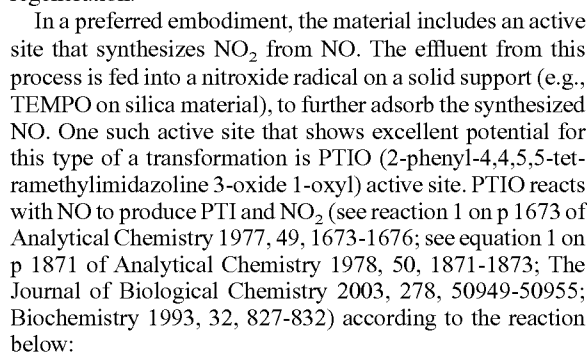 In a preferred embodiment, the material includes an active
site that synthesizes NO₂ from NO. The effluent from this
process is fed into a nitroxide radical on a solid support (e.g.,
TEMPO on silica material), to further adsorb the synthesized
NO. One such active site that shows excellent potential for
this type of a transformation is PTIO (2-phenyl-4,4,5,5-tet-
ramethylimidazoline 3-oxide 1-oxyl) active site. PTIO reacts
with NO to produce PTI and NO₂ (see reaction 1 on p 1673 of
Analytical Chemistry 1977, 49, 1673-1676; see equation 1 on
p 1871 of Analytical Chemistry 1978, 50, 1871-1873; The
Journal of Biological Chemistry 2003, 278, 50949-50955;
Biochemistry 1993, 32, 827-832) according to the reaction
below: